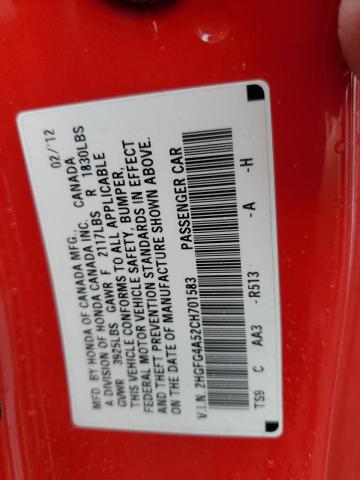 MFD. BY HONDA OF CANADA MFG., CANADA 02/'12
A DIVISION OF HONDA CANADA INC.
GVWR 3925LBS GAWR F 2117LBS R 1830LBS
THIS VEHICLE CONFORMS TO ALL APPLICABLE
FEDERAL MOTOR VEHICLE SAFETY, BUMPER,
AND THEFT PREVENTION STANDARDS IN EFFECT
ON THE DATE OF MANUFACTURE SHOWN ABOVE.
V.I.N. 2HGFG4A52CH701583 PASSENGER CAR
TS9 C AA3 -R513 -A -H